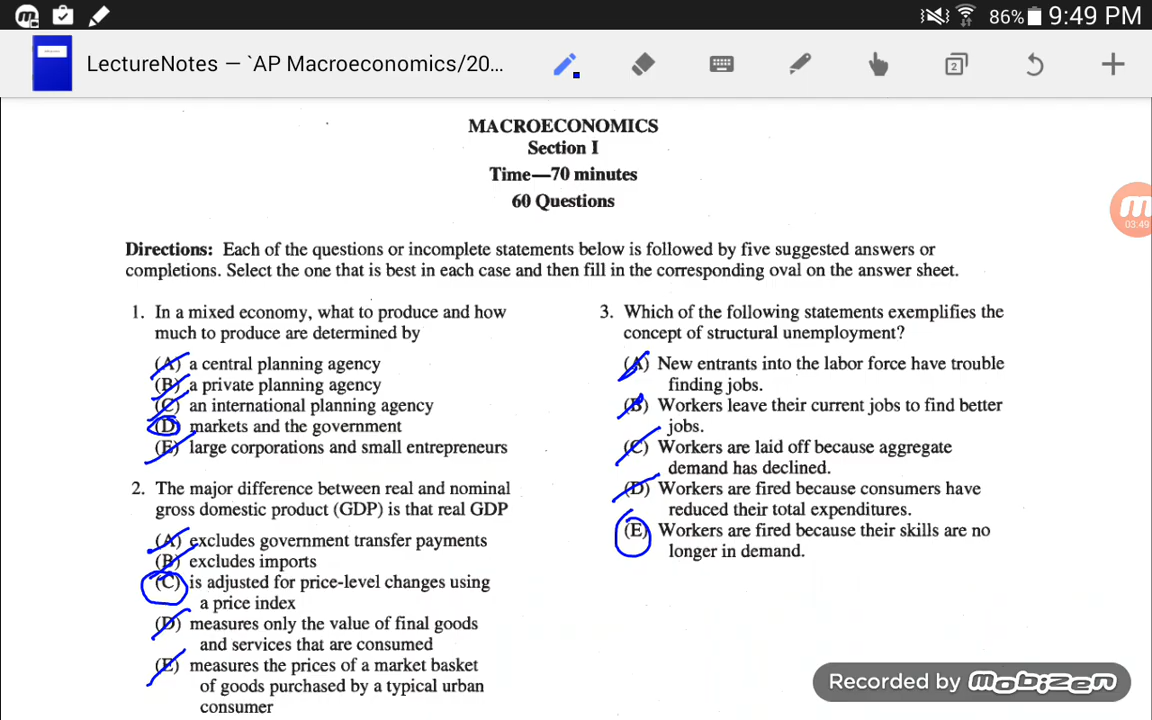 86% 9:49 PM
LectureNotes — `AP Macroeconomics/20...
2
MACROECONOMICS
Section I
Time—70 minutes
60 Questions
03:49
Directions: Each of the questions or incomplete statements below is followed by five suggested answers or
completions. Select the one that is best in each case and then fill in the corresponding oval on the answer sheet.
1. In a mixed economy, what to produce and how
much to produce are determined by
(A) a central planning agency
(B) a private planning agency
(C) an international planning agency
(D) markets and the government
(E) large corporations and small entrepreneurs
2. The major difference between real and nominal
gross domestic product (GDP) is that real GDP
(A) excludes government transfer payments
(B) excludes imports
(C) is adjusted for price-level changes using
a price index
(D) measures only the value of final goods
and services that are consumed
(E) measures the prices of a market basket
of goods purchased by a typical urban
consumer
3. Which of the following statements exemplifies the
concept of structural unemployment?
(A) New entrants into the labor force have trouble
finding jobs.
(B) Workers leave their current jobs to find better
jobs.
(C) Workers are laid off because aggregate
demand has declined.
(D) Workers are fired because consumers have
reduced their total expenditures.
(E) Workers are fired because their skills are no
longer in demand.
Recorded by mobizen